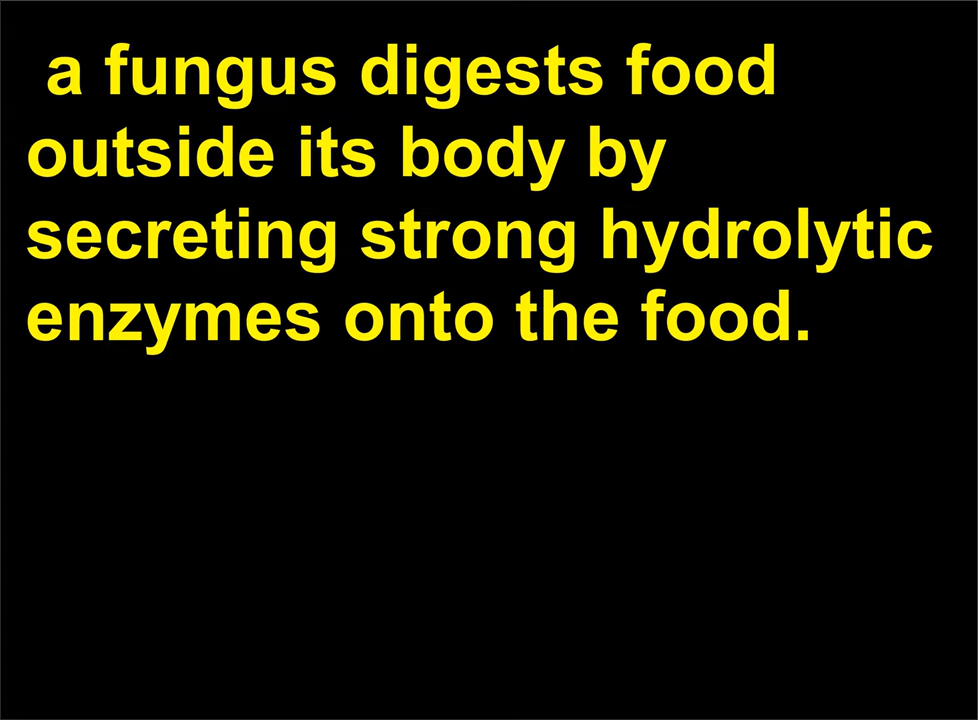 a fungus digests food
outside its body by
secreting strong hydrolytic
enzymes onto the food.